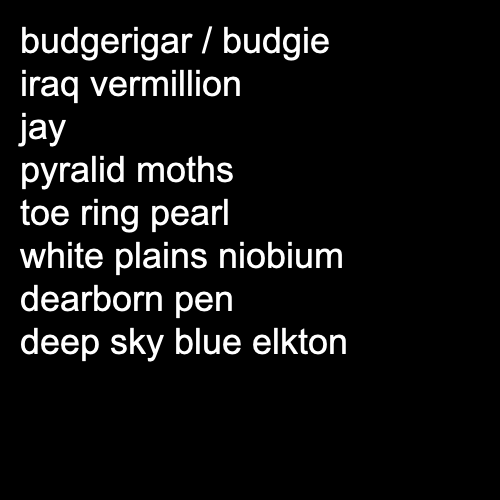 budgerigar / budgie
iraq vermillion
jay
pyralid moths
toe ring pearl
white plains niobium
dearborn pen
deep sky blue elkton